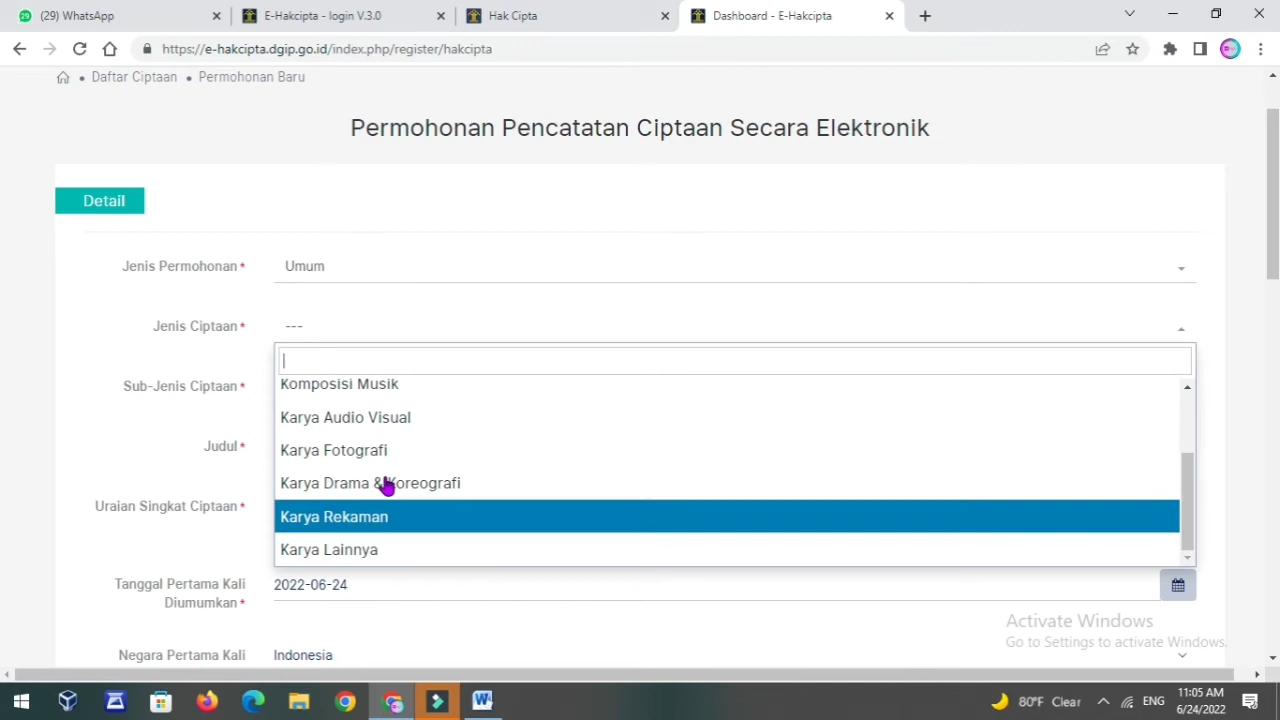 (29) WhatsApp
E-Hakcipta - login V.3.0
Hak Cipta
Dashboard - E-Hakcipta
https://e-hakcipta.dgip.go.id/index.php/register/hakcipta
Daftar Ciptaan • Permohonan Baru
Permohonan Pencatatan Ciptaan Secara Elektronik
Detail
Jenis Permohonan* Umum
Jenis Ciptaan* ---
Komposisi Musik
Sub-Jenis Ciptaan*
Karya Audio Visual
Judul*
Karya Fotografi
Karya Drama & Koreografi
Uraian Singkat Ciptaan*
Karya Rekaman
Karya Lainnya
Tanggal Pertama Kali
Diumumkan*
2022-06-24
Activate Windows
Go to Settings to activate Windows.
Negara Pertama Kali Indonesia
80°F Clear
ENG
11:05 AM
6/24/2022